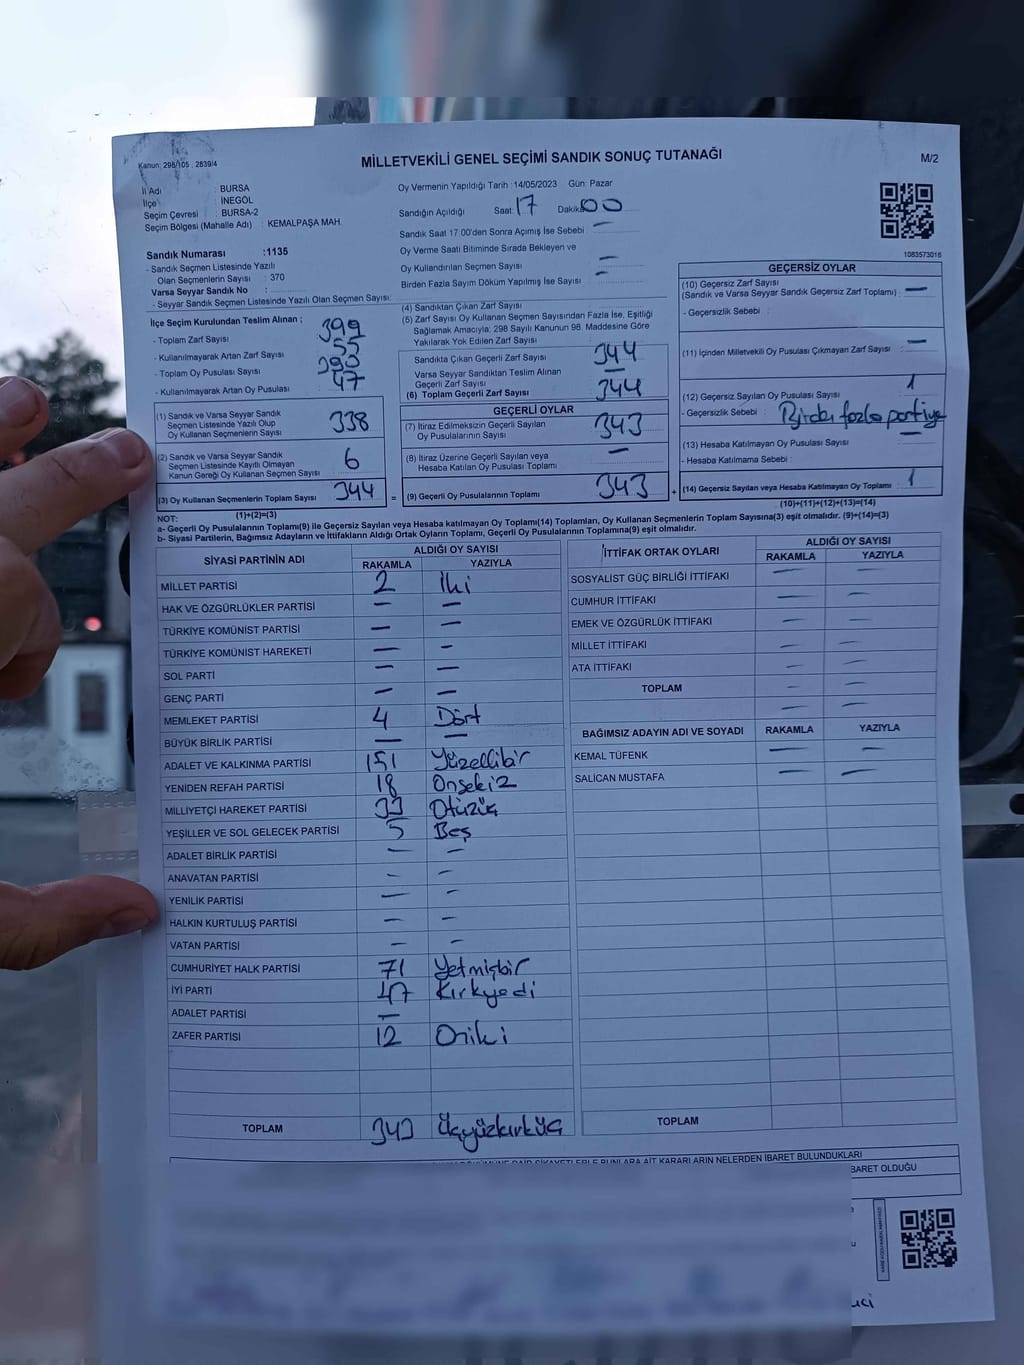 Kanun: 298/105 , 2839/4
MİLLETVEKİLİ GENEL SEÇİMİ SANDIK SONUÇ TUTANAĞI
M/2
İl Adı : BURSA
İlçe : İNEGÖL
Seçim Çevresi : BURSA-2
Seçim Bölgesi (Mahalle Adı) : KEMALPAŞA MAH.
Oy Vermenin Yapıldığı Tarih :14/05/2023 Gün: Pazar
Sandığın Açıldığı Saat: 17 Dakika: 00
Sandık Saat 17:00'den Sonra Açımış İse Sebebi : —
Oy Verme Saati Bitiminde Sırada Bekleyen ve
Oy Kullandırılan Seçmen Sayısı —
Birden Fazla Sayım Döküm Yapılmış İse Sayısı : —
1083573016
Sandık Numarası :1135
- Sandık Seçmen Listesinde Yazılı
Olan Seçmenlerin Sayısı : 370
Varsa Seyyar Sandık No :
- Seyyar Sandık Seçmen Listesinde Yazılı Olan Seçmen Sayısı:
İlçe Seçim Kurulundan Teslim Alınan ;
- Toplam Zarf Sayısı : 399
- Kullanılmayarak Artan Zarf Sayısı : 55
- Toplam Oy Pusulası Sayısı : 393
- Kullanılmayarak Artan Oy Pusulası : 47
(1) Sandık ve Varsa Seyyar Sandık
Seçmen Listesinde Yazılı Olup
Oy Kullanan Seçmenlerin Sayısı 338
(2) Sandık ve Varsa Seyyar Sandık
Seçmen Listesinde Kayıtlı Olmayan
Kanun Gereği Oy Kullanan Seçmen Sayısı 6
(3) Oy Kullanan Seçmenlerin Toplam Sayısı 344 =
(1)+(2)=(3)
(4) Sandıktan Çıkan Zarf Sayısı
(5) Zarf Sayısı Oy Kullanan Seçmen Sayısından Fazla İse, Eşitliği
Sağlamak Amacıyla; 298 Sayılı Kanunun 98. Maddesine Göre
Yakılarak Yok Edilen Zarf Sayısı :
Sandıkta Çıkan Geçerli Zarf Sayısı 344
Varsa Seyyar Sandıktan Teslim Alınan
Geçerli Zarf Sayısı —
(6) Toplam Geçerli Zarf Sayısı 344
GEÇERLİ OYLAR
(7) İtiraz Edilmeksizin Geçerli Sayılan
Oy Pusulalarının Sayısı 343
(8) İtiraz Üzerine Geçerli Sayılan veya
Hesaba Katılan Oy Pusulası Toplamı —
(9) Geçerli Oy Pusulalarının Toplamı 343 +
GEÇERSİZ OYLAR
(10) Geçersiz Zarf Sayısı
(Sandık ve Varsa Seyyar Sandık Geçersiz Zarf Toplamı) : —
- Geçersizlik Sebebi :
(11) İçinden Milletvekili Oy Pusulası Çıkmayan Zarf Sayısı : —
(12) Geçersiz Sayılan Oy Pusulası Sayısı 1
- Geçersizlik Sebebi : Birden fazla partiye
(13) Hesaba Katılmayan Oy Pusulası Sayısı —
- Hesaba Katılmama Sebebi :
(14) Geçersiz Sayılan veya Hesaba Katılmayan Oy Toplamı : 1
(10)+(11)+(12)+(13)=(14)
NOT:
a- Geçerli Oy Pusulalarının Toplamı(9) ile Geçersiz Sayılan veya Hesaba katılmayan Oy Toplamı(14) Toplamları, Oy Kullanan Seçmenlerin Toplam Sayısına(3) eşit olmalıdır. (9)+(14)=(3)
b- Siyasi Partilerin, Bağımsız Adayların ve İttifakların Aldığı Ortak Oyların Toplamı, Geçerli Oy Pusulalarının Toplamına(9) eşit olmalıdır.
SİYASİ PARTİNİN ADI ALDIĞI OY SAYISI
RAKAMLA YAZIYLA
MİLLET PARTİSİ 2 İki
HAK VE ÖZGÜRLÜKLER PARTİSİ — —
TÜRKİYE KOMÜNİST PARTİSİ — —
TÜRKİYE KOMÜNİST HAREKETİ — —
SOL PARTİ — —
GENÇ PARTİ — —
MEMLEKET PARTİSİ 4 Dört
BÜYÜK BİRLİK PARTİSİ — —
ADALET VE KALKINMA PARTİSİ 151 Yüzellibir
YENİDEN REFAH PARTİSİ 18 Onsekiz
MİLLİYETÇİ HAREKET PARTİSİ 33 Otüzüç
YEŞİLLER VE SOL GELECEK PARTİSİ 5 Beş
ADALET BİRLİK PARTİSİ — —
ANAVATAN PARTİSİ — —
YENİLİK PARTİSİ — —
HALKIN KURTULUŞ PARTİSİ — —
VATAN PARTİSİ — —
CUMHURİYET HALK PARTİSİ 71 Yetmişbir
İYİ PARTİ 47 Kırkyedi
ADALET PARTİSİ —
ZAFER PARTİSİ 12 Oniki
TOPLAM 343 Üçyüzkırküç
İTTİFAK ORTAK OYLARI ALDIĞI OY SAYISI
RAKAMLA YAZIYLA
SOSYALİST GÜÇ BİRLİĞİ İTTİFAKI — —
CUMHUR İTTİFAKI — —
EMEK VE ÖZGÜRLÜK İTTİFAKI — —
MİLLET İTTİFAKI — —
ATA İTTİFAKI — —
TOPLAM — —
— —
BAĞIMSIZ ADAYIN ADI VE SOYADI RAKAMLA YAZIYLA
KEMAL TÜFENK — —
SALİCAN MUSTAFA — —
TOPLAM
BUNLARA AİT KARARLARIN NELERDEN İBARET BULUNDUKLARI
BARET OLDUĞU